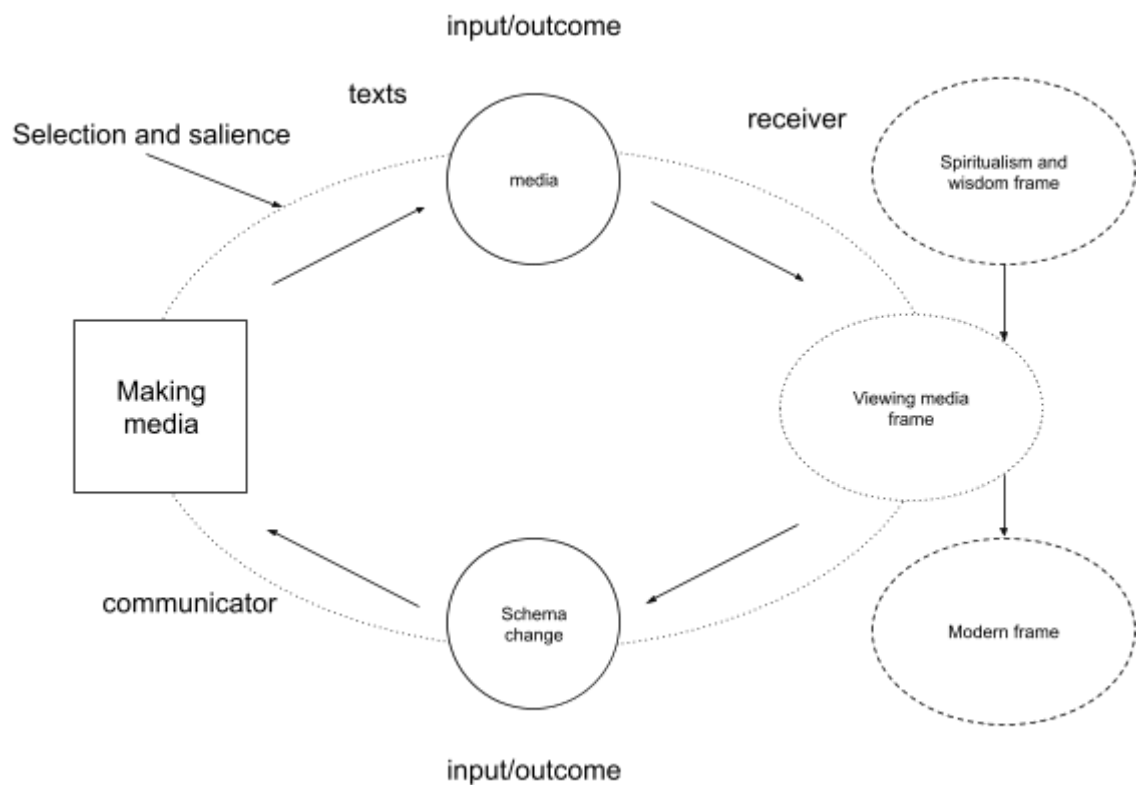 input/outcome
texts
receiver
Selection and salience
media
Spiritualism and
wisdom frame
Making
media
Viewing media
frame
communicator
Schema
change
Modern frame
input/outcome